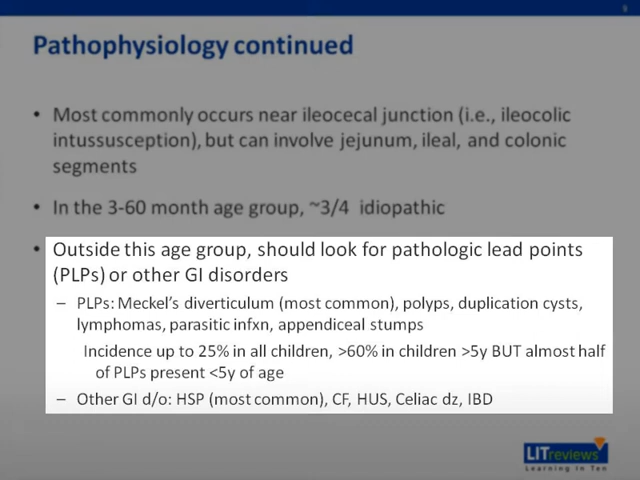 9
Pathophysiology continued
• Most commonly occurs near ileocecal junction (i.e., ileocolic
intussusception), but can involve jejunum, ileal, and colonic
segments
• In the 3-60 month age group, ~3/4 idiopathic
• Outside this age group, should look for pathologic lead points
(PLPs) or other GI disorders
– PLPs: Meckel's diverticulum (most common), polyps, duplication cysts,
lymphomas, parasitic infxn, appendiceal stumps
Incidence up to 25% in all children, >60% in children >5y BUT almost half
of PLPs present <5y of age
– Other GI d/o: HSP (most common), CF, HUS, Celiac dz, IBD
LITreviews
Learning In Ten